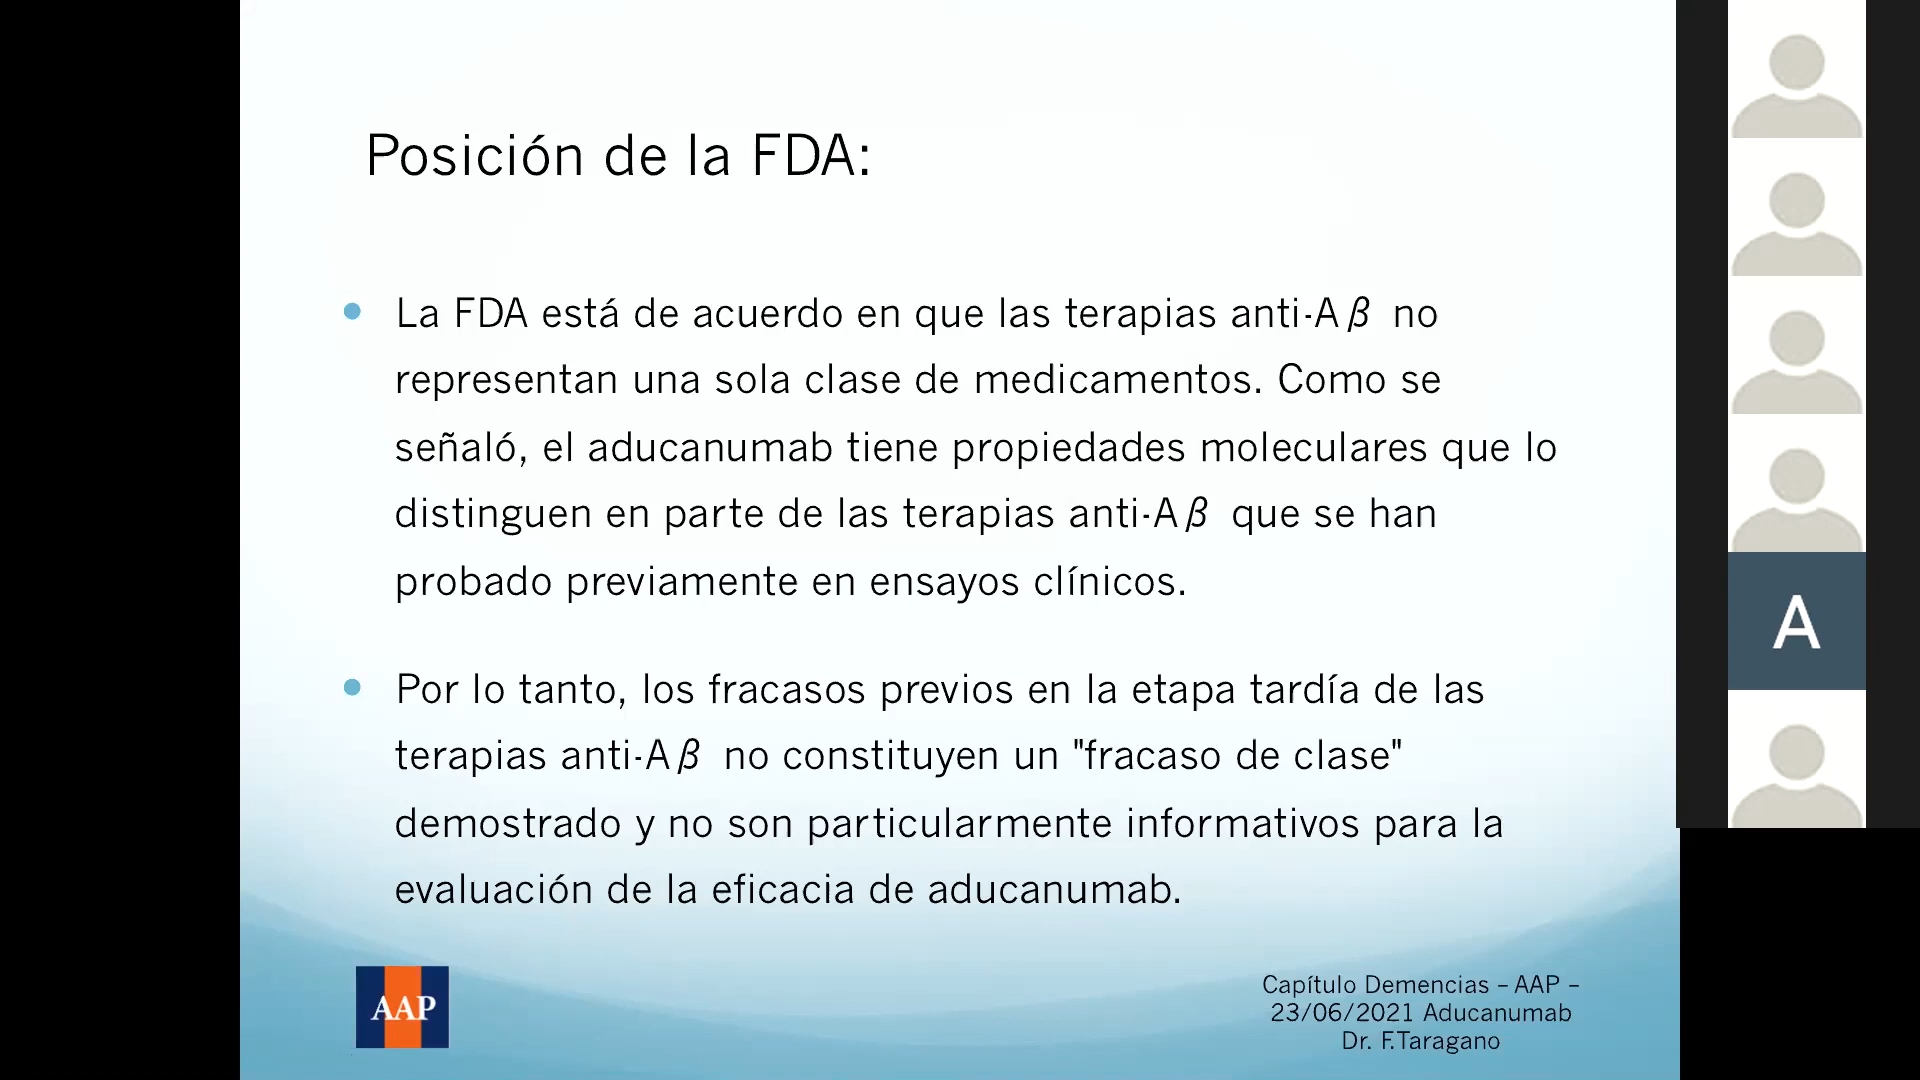 Posición de la FDA:
La FDA está de acuerdo en que las terapias anti-Aβ no
representan una sola clase de medicamentos. Como se
señaló, el aducanumab tiene propiedades moleculares que lo
distinguen en parte de las terapias anti-Aβ que se han
probado previamente en ensayos clínicos.
Por lo tanto, los fracasos previos en la etapa tardía de las
terapias anti-Aβ no constituyen un "fracaso de clase"
demostrado y no son particularmente informativos para la
evaluación de la eficacia de aducanumab.
AAP
Capítulo Demencias – AAP –
23/06/2021 Aducanumab
Dr. F.Taragano
A